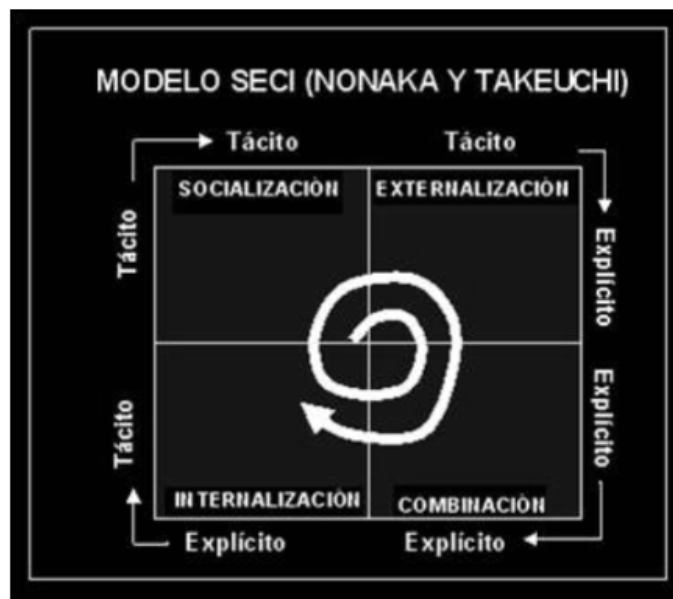 MODELO SECI (NONAKA Y TAKEUCHI)
Tácito
Tácito
SOCIALIZACIÒN
EXTERNALIZACIÒN
Tácito
Explícito
Tácito
Explícito
INTERNALIZACIÒN
COMBINACIÒN
Explícito
Explícito